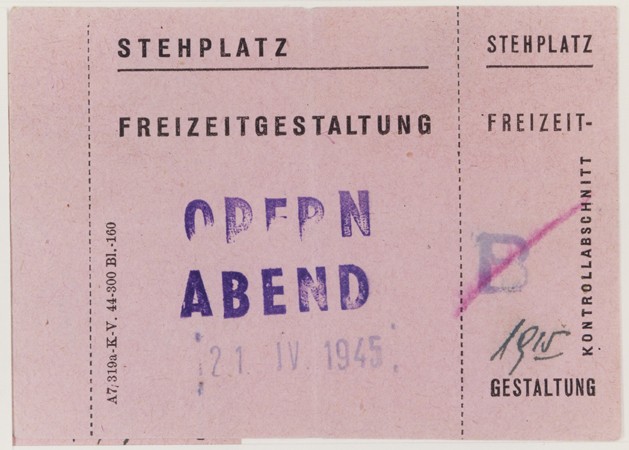 STEHPLATZ
FREIZEITGESTALTUNG
OPERN
ABEND
21. IV. 1945
A7/319a-K-V. 44-300 Bl.-160
STEHPLATZ
FREIZEIT-
B
KONTROLLABSCHNITT
1915
GESTALTUNG